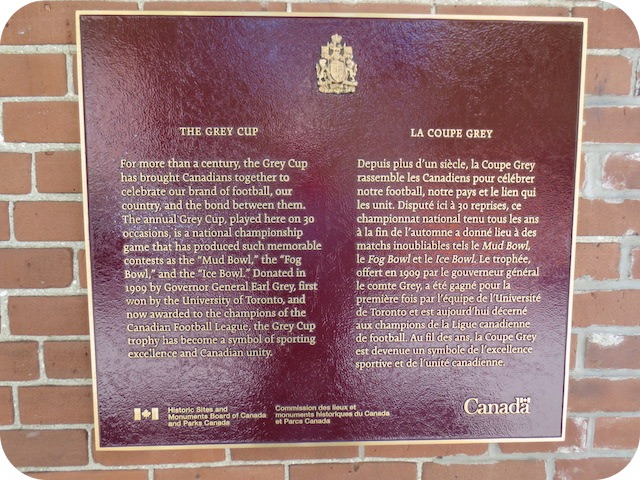 THE GREY CUP
For more than a century, the Grey Cup
has brought Canadians together to
celebrate our brand of football, our
country, and the bond between them.
The annual Grey Cup, played here on 30
occasions, is a national championship
game that has produced such memorable
contests as the “Mud Bowl,” the “Fog
Bowl,” and the “Ice Bowl.” Donated in
1909 by Governor General Earl Grey, first
won by the University of Toronto, and
now awarded to the champions of the
Canadian Football League, the Grey Cup
trophy has become a symbol of sporting
excellence and Canadian unity.
LA COUPE GREY
Depuis plus d’un siècle, la Coupe Grey
rassemble les Canadiens pour célébrer
notre football, notre pays et le lien qui
les unit. Disputé ici à 30 reprises, ce
championnat national tenu tous les ans
à la fin de l’automne a donné lieu à des
matchs inoubliables tels le Mud Bowl,
le Fog Bowl et le Ice Bowl. Le trophée,
offert en 1909 par le gouverneur général
le comte Grey, a été gagné pour la
première fois par l’équipe de l’Université
de Toronto et est aujourd’hui décerné
aux champions de la Ligue canadienne
de football. Au fil des ans, la Coupe Grey
est devenue un symbole de l’excellence
sportive et de l’unité canadienne.
Historic Sites and
Monuments Board of Canada
and Parks Canada
Commission des lieux et
monuments historiques du Canada
et Parcs Canada
Canada